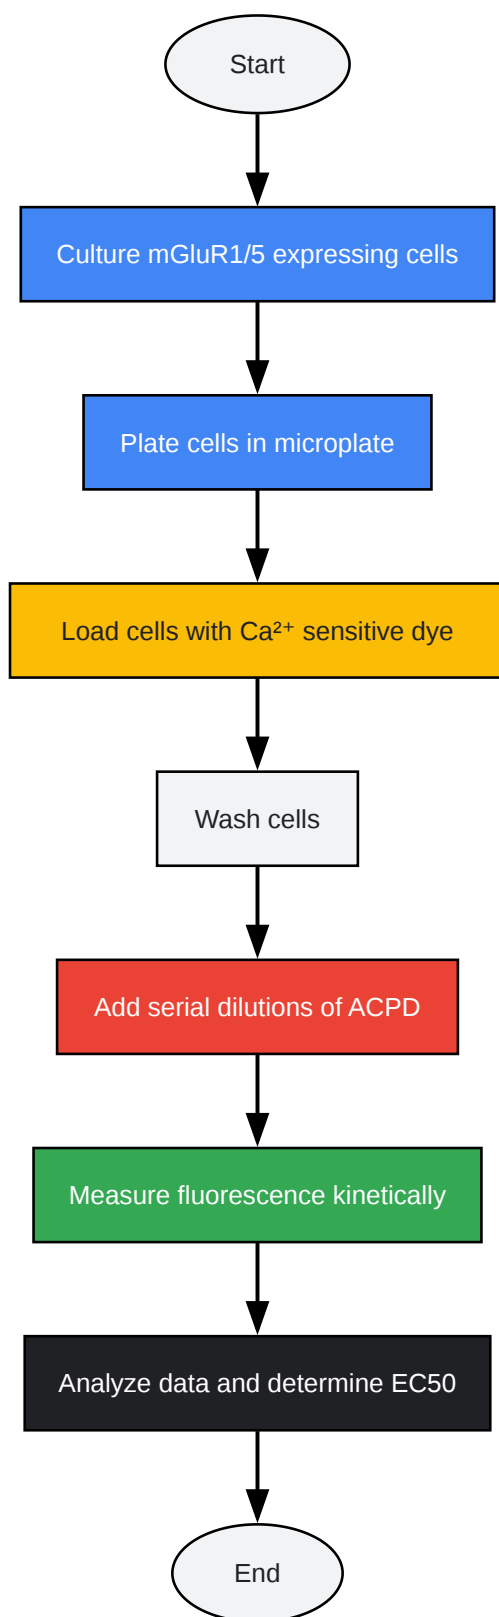 Start
Culture mGluR1/5 expressing cells
Plate cells in microplate
Load cells with Ca²⁺ sensitive dye
Wash cells
Add serial dilutions of ACPD
Measure fluorescence kinetically
Analyze data and determine EC50
End